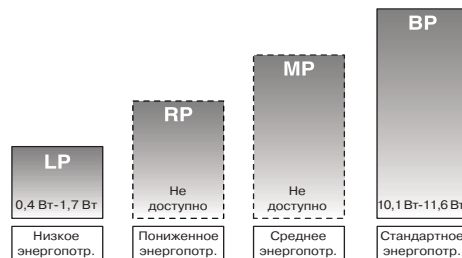 LP
0,4 Вт-1,7 Вт
Низкое
энергопотр.
RP
Не
доступно
Пониженное
энергопотр.
MP
Не
доступно
Среднее
энергопотр.
BP
10,1 Вт-11,6 Вт
Стандартное
энергопотр.